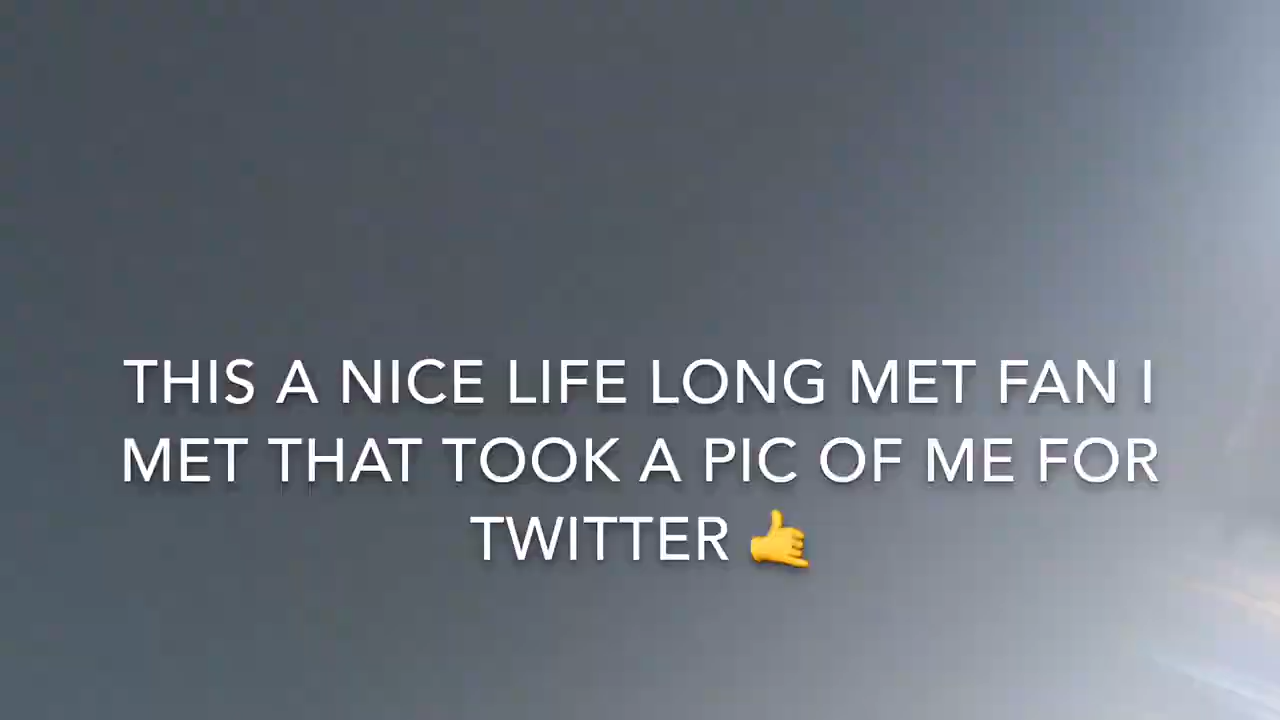 THIS A NICE LIFE LONG MET FAN I
MET THAT TOOK A PIC OF ME FOR
TWITTER 🤙